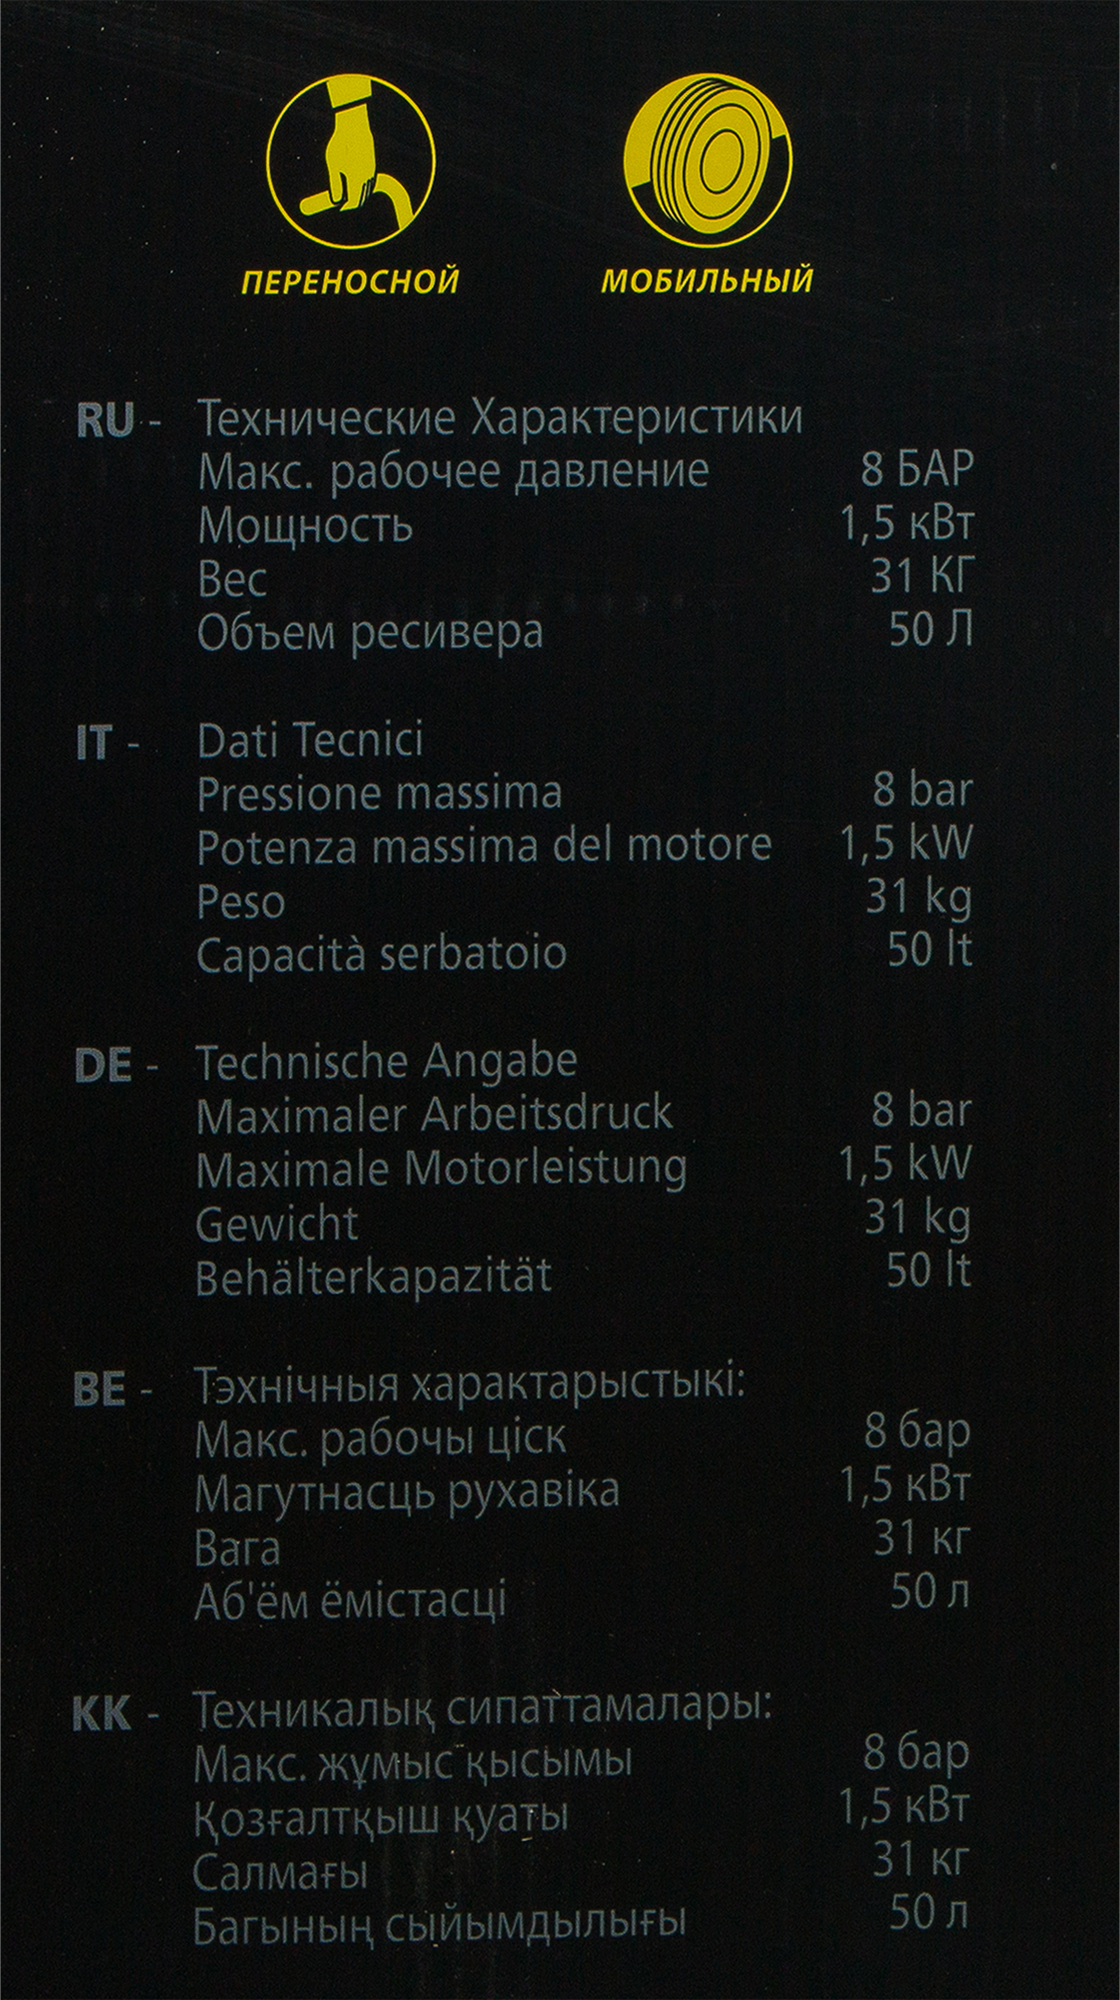 ПЕРЕНОСНОЙ МОБИЛЬНЫЙ
RU - Технические Характеристики
Макс. рабочее давление 8 БАР
Мощность 1,5 кВт
Вес 31 КГ
Объем ресивера 50 Л
IT - Dati Tecnici
Pressione massima 8 bar
Potenza massima del motore 1,5 kW
Peso 31 kg
Capacità serbatoio 50 lt
DE - Technische Angabe
Maximaler Arbeitsdruck 8 bar
Maximale Motorleistung 1,5 kW
Gewicht 31 kg
Behälterkapazität 50 lt
BE - Тэхнічныя характарыстыкі:
Макс. рабочы ціск 8 бар
Магутнасць рухавіка 1,5 кВт
Вага 31 кг
Аб'ём ёмістасці 50 л
KK - Техникалық сипаттамалары:
Макс. жұмыс қысымы 8 бар
Қозғалтқыш қуаты 1,5 кВт
Салмағы 31 кг
Багының сыйымдылығы 50 л